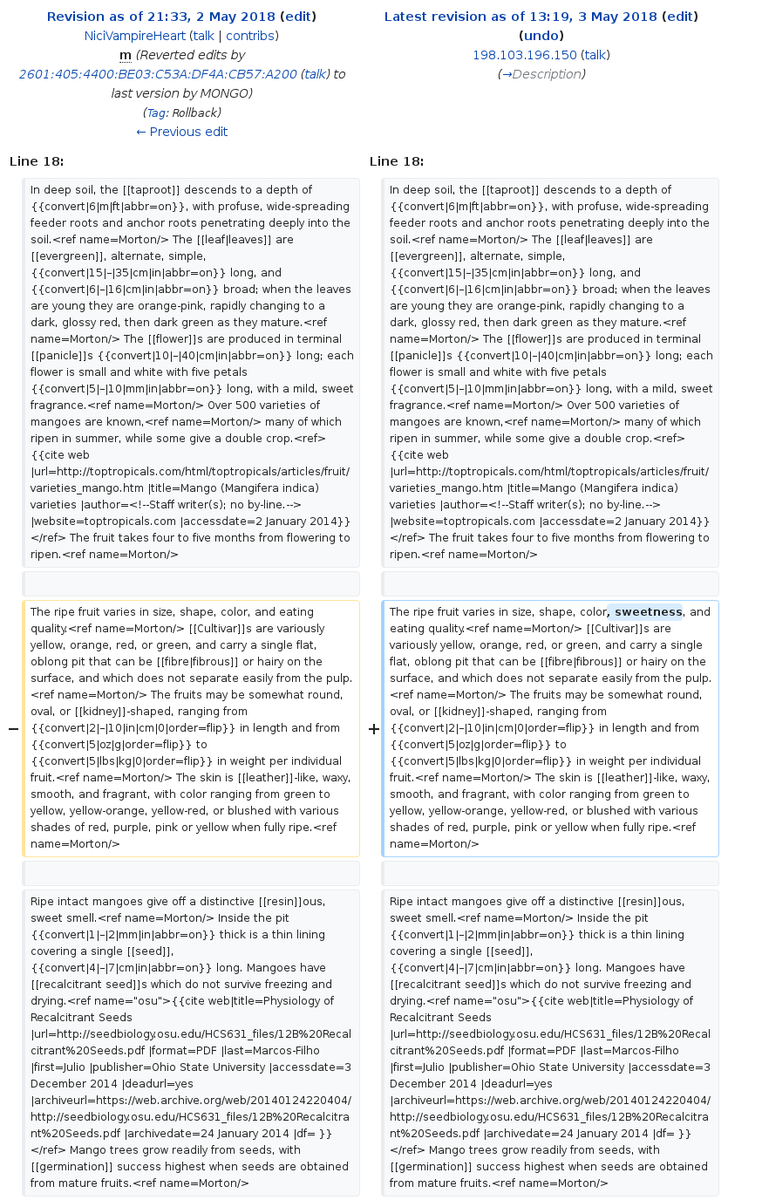 Revision as of 21:33, 2 May 2018 (edit)
NiciVampireHeart (talk | contribs)
m (Reverted edits by
2601:405:4400:BE03:C53A:DF4A:CB57:A200 (talk) to
last version by MONGO)
(Tag: Rollback)
← Previous edit
Latest revision as of 13:19, 3 May 2018 (edit)
(undo)
198.103.196.150 (talk)
(→Description)
Line 18:
In deep soil, the [[taproot]] descends to a depth of
{{convert|6|m|ft|abbr=on}}, with profuse, wide-spreading
feeder roots and anchor roots penetrating deeply into the
soil.<ref name=Morton/> The [[leaf|leaves]] are
[[evergreen]], alternate, simple,
{{convert|15|–|35|cm|in|abbr=on}} long, and
{{convert|6|–|16|cm|in|abbr=on}} broad; when the leaves
are young they are orange-pink, rapidly changing to a
dark, glossy red, then dark green as they mature.<ref
name=Morton/> The [[flower]]s are produced in terminal
[[panicle]]s {{convert|10|–|40|cm|in|abbr=on}} long; each
flower is small and white with five petals
{{convert|5|–|10|mm|in|abbr=on}} long, with a mild, sweet
fragrance.<ref name=Morton/> Over 500 varieties of
mangoes are known,<ref name=Morton/> many of which
ripen in summer, while some give a double crop.<ref>
{{cite web
|url=http://toptropicals.com/html/toptropicals/articles/fruit/
varieties_mango.htm |title=Mango (Mangifera indica)
varieties |author=<!--Staff writer(s); no by-line.-->
|website=toptropicals.com |accessdate=2 January 2014}}
</ref> The fruit takes four to five months from flowering to
ripen.<ref name=Morton/>
− The ripe fruit varies in size, shape, color, and eating
quality.<ref name=Morton/> [[Cultivar]]s are variously
yellow, orange, red, or green, and carry a single flat,
oblong pit that can be [[fibre|fibrous]] or hairy on the
surface, and which does not separate easily from the pulp.
<ref name=Morton/> The fruits may be somewhat round,
oval, or [[kidney]]-shaped, ranging from
{{convert|2|–|10|in|cm|0|order=flip}} in length and from
{{convert|5|oz|g|order=flip}} to
{{convert|5|lbs|kg|0|order=flip}} in weight per individual
fruit.<ref name=Morton/> The skin is [[leather]]-like, waxy,
smooth, and fragrant, with color ranging from green to
yellow, yellow-orange, yellow-red, or blushed with various
shades of red, purple, pink or yellow when fully ripe.<ref
name=Morton/>
Ripe intact mangoes give off a distinctive [[resin]]ous,
sweet smell.<ref name=Morton/> Inside the pit
{{convert|1|–|2|mm|in|abbr=on}} thick is a thin lining
covering a single [[seed]],
{{convert|4|–|7|cm|in|abbr=on}} long. Mangoes have
[[recalcitrant seed]]s which do not survive freezing and
drying.<ref name="osu">{{cite web|title=Physiology of
Recalcitrant Seeds
|url=http://seedbiology.osu.edu/HCS631_files/12B%20Recal
citrant%20Seeds.pdf |format=PDF |last=Marcos-Filho
|first=Julio |publisher=Ohio State University |accessdate=3
December 2014 |deadurl=yes
|archiveurl=https://web.archive.org/web/20140124220404/
http://seedbiology.osu.edu/HCS631_files/12B%20Recalcitra
nt%20Seeds.pdf |archivedate=24 January 2014 |df= }}
</ref> Mango trees grow readily from seeds, with
[[germination]] success highest when seeds are obtained
from mature fruits.<ref name=Morton/>
Line 18:
In deep soil, the [[taproot]] descends to a depth of
{{convert|6|m|ft|abbr=on}}, with profuse, wide-spreading
feeder roots and anchor roots penetrating deeply into the
soil.<ref name=Morton/> The [[leaf|leaves]] are
[[evergreen]], alternate, simple,
{{convert|15|–|35|cm|in|abbr=on}} long, and
{{convert|6|–|16|cm|in|abbr=on}} broad; when the leaves
are young they are orange-pink, rapidly changing to a
dark, glossy red, then dark green as they mature.<ref
name=Morton/> The [[flower]]s are produced in terminal
[[panicle]]s {{convert|10|–|40|cm|in|abbr=on}} long; each
flower is small and white with five petals
{{convert|5|–|10|mm|in|abbr=on}} long, with a mild, sweet
fragrance.<ref name=Morton/> Over 500 varieties of
mangoes are known,<ref name=Morton/> many of which
ripen in summer, while some give a double crop.<ref>
{{cite web
|url=http://toptropicals.com/html/toptropicals/articles/fruit/
varieties_mango.htm |title=Mango (Mangifera indica)
varieties |author=<!--Staff writer(s); no by-line.-->
|website=toptropicals.com |accessdate=2 January 2014}}
</ref> The fruit takes four to five months from flowering to
ripen.<ref name=Morton/>
+ The ripe fruit varies in size, shape, color, sweetness, and
eating quality.<ref name=Morton/> [[Cultivar]]s are
variously yellow, orange, red, or green, and carry a single
flat, oblong pit that can be [[fibre|fibrous]] or hairy on the
surface, and which does not separate easily from the pulp.
<ref name=Morton/> The fruits may be somewhat round,
oval, or [[kidney]]-shaped, ranging from
{{convert|2|–|10|in|cm|0|order=flip}} in length and from
{{convert|5|oz|g|order=flip}} to
{{convert|5|lbs|kg|0|order=flip}} in weight per individual
fruit.<ref name=Morton/> The skin is [[leather]]-like, waxy,
smooth, and fragrant, with color ranging from green to
yellow, yellow-orange, yellow-red, or blushed with various
shades of red, purple, pink or yellow when fully ripe.<ref
name=Morton/>
Ripe intact mangoes give off a distinctive [[resin]]ous,
sweet smell.<ref name=Morton/> Inside the pit
{{convert|1|–|2|mm|in|abbr=on}} thick is a thin lining
covering a single [[seed]],
{{convert|4|–|7|cm|in|abbr=on}} long. Mangoes have
[[recalcitrant seed]]s which do not survive freezing and
drying.<ref name="osu">{{cite web|title=Physiology of
Recalcitrant Seeds
|url=http://seedbiology.osu.edu/HCS631_files/12B%20Recal
citrant%20Seeds.pdf |format=PDF |last=Marcos-Filho
|first=Julio |publisher=Ohio State University |accessdate=3
December 2014 |deadurl=yes
|archiveurl=https://web.archive.org/web/20140124220404/
http://seedbiology.osu.edu/HCS631_files/12B%20Recalcitra
nt%20Seeds.pdf |archivedate=24 January 2014 |df= }}
</ref> Mango trees grow readily from seeds, with
[[germination]] success highest when seeds are obtained
from mature fruits.<ref name=Morton/>